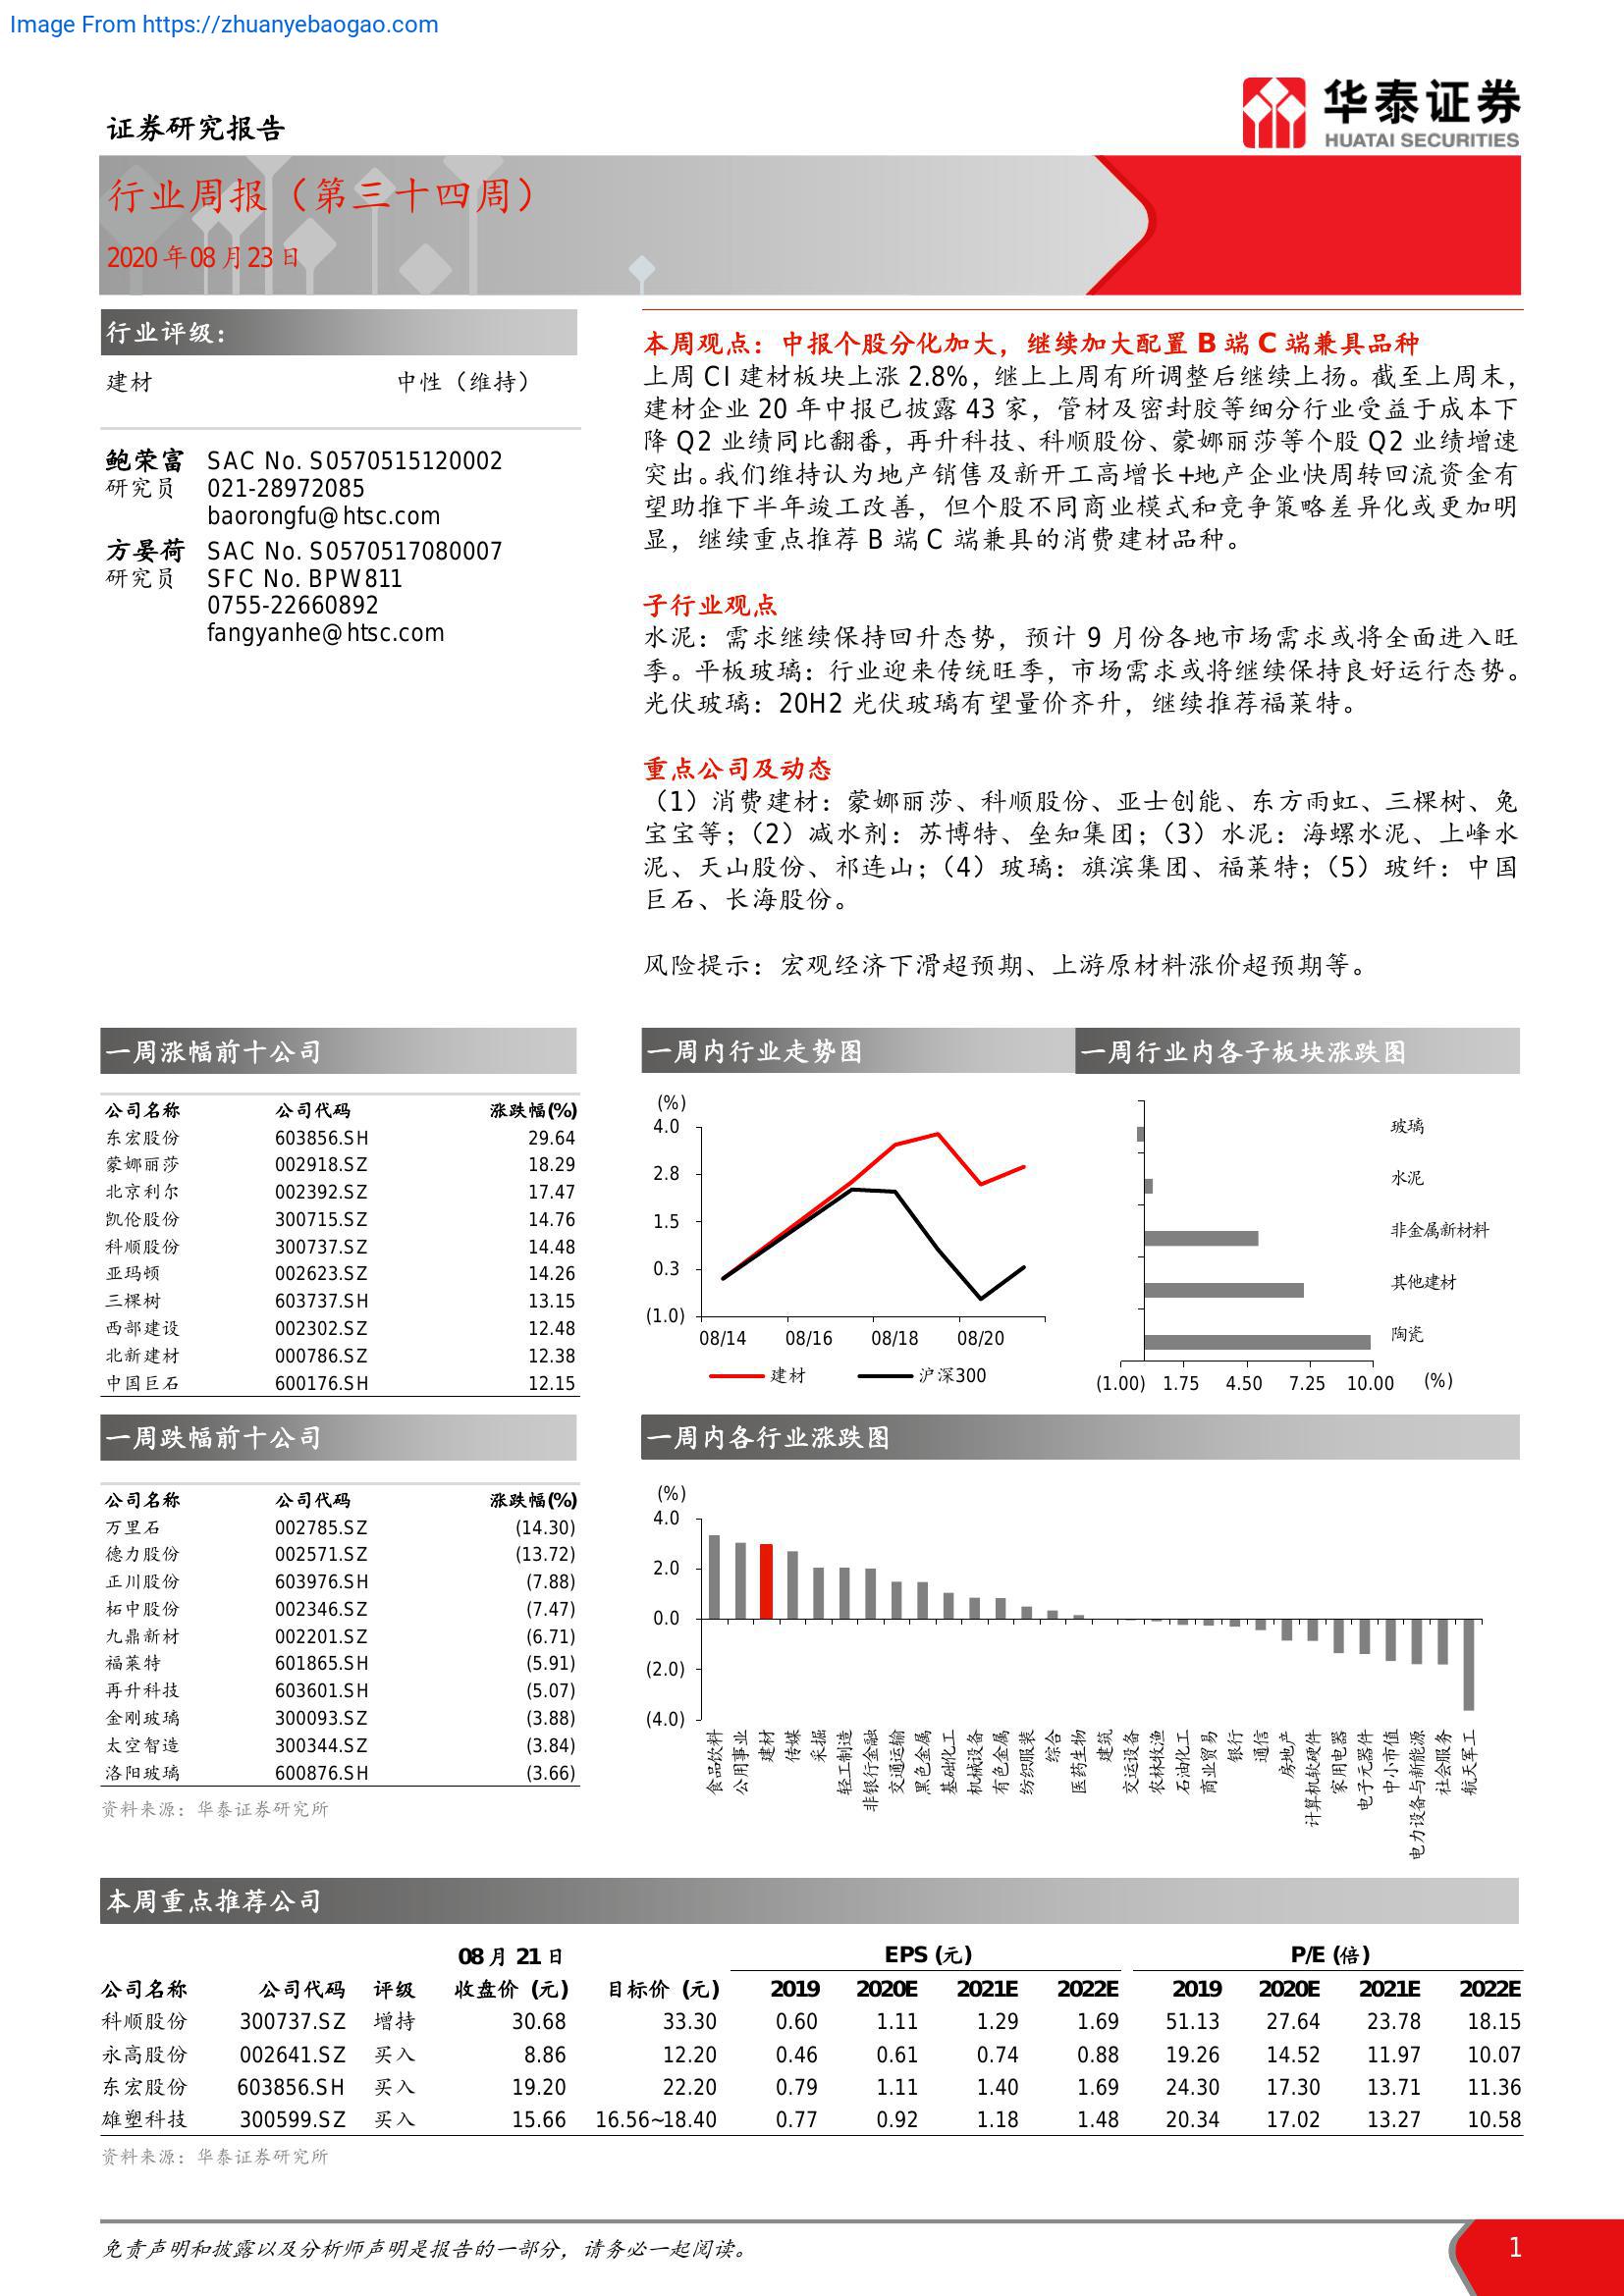 Image From https://zhuanyebaogao.com
华泰证券
HUATAI SECURITIES
证券研究报告
行业周报（第三十四周）
2020年08月23日
行业评级：
建材 中性（维持）
鲍荣富 SAC No. S0570515120002
研究员 021-28972085
baorongfu@htsc.com
方晏荷 SAC No. S0570517080007
研究员 SFC No. BPW811
0755-22660892
fangyanhe@htsc.com
本周观点：中报个股分化加大，继续加大配置 B 端 C 端兼具品种
上周 CI 建材板块上涨 2.8%，继上上周有所调整后继续上扬。截至上周末，
建材企业 20 年中报已披露 43 家，管材及密封胶等细分行业受益于成本下
降 Q2 业绩同比翻番，再升科技、科顺股份、蒙娜丽莎等个股 Q2 业绩增速
突出。我们维持认为地产销售及新开工高增长+地产企业快周转回流资金有
望助推下半年竣工改善，但个股不同商业模式和竞争策略差异化或更加明
显，继续重点推荐 B 端 C 端兼具的消费建材品种。
子行业观点
水泥：需求继续保持回升态势，预计 9 月份各地市场需求或将全面进入旺
季。平板玻璃：行业迎来传统旺季，市场需求或将继续保持良好运行态势。
光伏玻璃：20H2 光伏玻璃有望量价齐升，继续推荐福莱特。
重点公司及动态
（1）消费建材：蒙娜丽莎、科顺股份、亚士创能、东方雨虹、三棵树、兔
宝宝等；（2）减水剂：苏博特、垒知集团；（3）水泥：海螺水泥、上峰水
泥、天山股份、祁连山；（4）玻璃：旗滨集团、福莱特；（5）玻纤：中国
巨石、长海股份。
风险提示：宏观经济下滑超预期、上游原材料涨价超预期等。
一周涨幅前十公司
公司名称 公司代码 涨跌幅(%)
东宏股份 603856.SH 29.64
蒙娜丽莎 002918.SZ 18.29
北京利尔 002392.SZ 17.47
凯伦股份 300715.SZ 14.76
科顺股份 300737.SZ 14.48
亚玛顿 002623.SZ 14.26
三棵树 603737.SH 13.15
西部建设 002302.SZ 12.48
北新建材 000786.SZ 12.38
中国巨石 600176.SH 12.15
一周内行业走势图
(%)
4.0
2.8
1.5
0.3
(1.0)
08/14 08/16 08/18 08/20
建材 沪深300
一周行业内各子板块涨跌图
玻璃
水泥
非金属新材料
其他建材
陶瓷
(1.00) 1.75 4.50 7.25 10.00 (%)
一周跌幅前十公司
公司名称 公司代码 涨跌幅(%)
万里石 002785.SZ (14.30)
德力股份 002571.SZ (13.72)
正川股份 603976.SH (7.88)
柘中股份 002346.SZ (7.47)
九鼎新材 002201.SZ (6.71)
福莱特 601865.SH (5.91)
再升科技 603601.SH (5.07)
金刚玻璃 300093.SZ (3.88)
太空智造 300344.SZ (3.84)
洛阳玻璃 600876.SH (3.66)
资料来源：华泰证券研究所
一周内各行业涨跌图
(%)
4.0
2.0
0.0
(2.0)
(4.0)
食品饮料
公用事业
建材
传媒
采掘
轻工制造
非银行金融
交通运输
黑色金属
基础化工
机械设备
有色金属
纺织服装
综合
医药生物
建筑
交运设备
农林牧渔
石油化工
商业贸易
银行
通信
房地产
计算机软硬件
家用电器
电子元器件
中小市值
电力设备与新能源
社会服务
航天军工
本周重点推荐公司
08月21日 EPS (元) P/E (倍)
公司名称 公司代码 评级 收盘价 (元) 目标价 (元) 2019 2020E 2021E 2022E 2019 2020E 2021E 2022E
科顺股份 300737.SZ 增持 30.68 33.30 0.60 1.11 1.29 1.69 51.13 27.64 23.78 18.15
永高股份 002641.SZ 买入 8.86 12.20 0.46 0.61 0.74 0.88 19.26 14.52 11.97 10.07
东宏股份 603856.SH 买入 19.20 22.20 0.79 1.11 1.40 1.69 24.30 17.30 13.71 11.36
雄塑科技 300599.SZ 买入 15.66 16.56~18.40 0.77 0.92 1.18 1.48 20.34 17.02 13.27 10.58
资料来源：华泰证券研究所
免责声明和披露以及分析师声明是报告的一部分，请务必一起阅读。 1